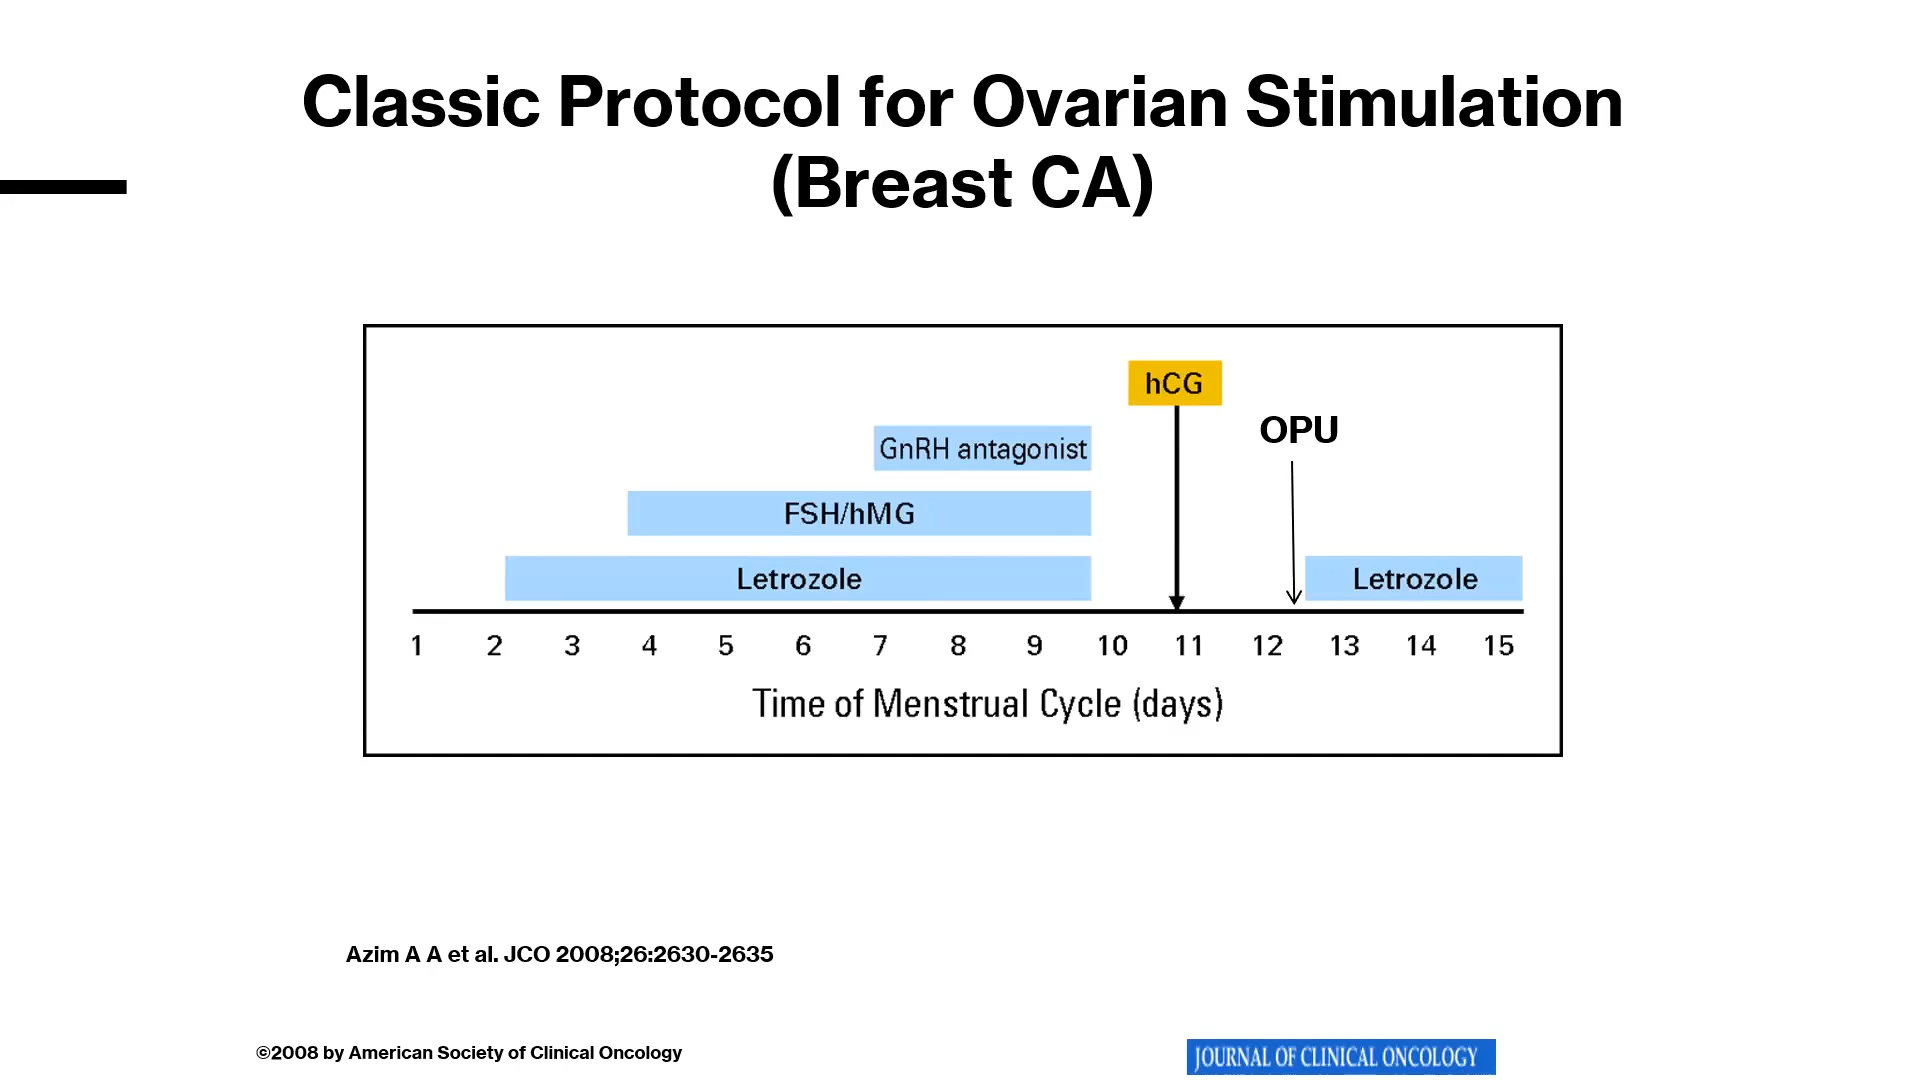 Classic Protocol for Ovarian Stimulation
(Breast CA)
hCG
OPU
GnRH antagonist
FSH/hMG
Letrozole
Letrozole
1 2 3 4 5 6 7 8 9 10 11 12 13 14 15
Time of Menstrual Cycle (days)
Azim A A et al. JCO 2008;26:2630-2635
©2008 by American Society of Clinical Oncology
JOURNAL OF CLINICAL ONCOLOGY